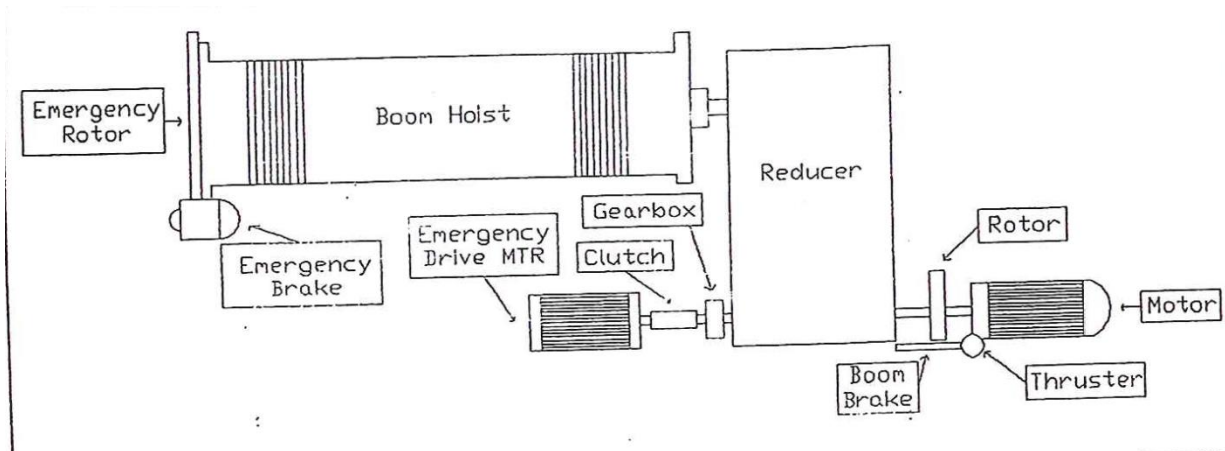 Emergency
Rotor
Boom Hoist
Reducer
Emergency
Brake
Emergency
Drive MTR
Clutch
Gearbox
Rotor
Motor
Boom
Brake
Thruster